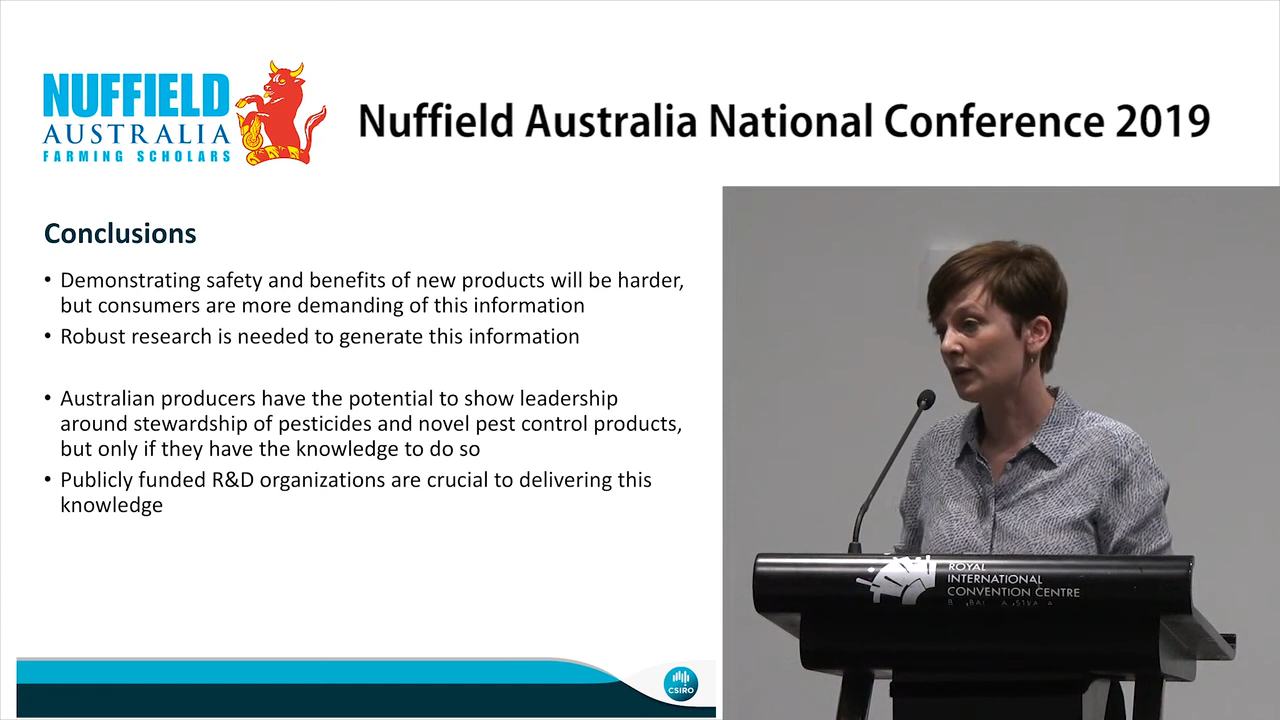 NUFFIELD
AUSTRALIA
FARMING SCHOLARS
Nuffield Australia National Conference 2019
Conclusions
• Demonstrating safety and benefits of new products will be harder,
but consumers are more demanding of this information
• Robust research is needed to generate this information
• Australian producers have the potential to show leadership
around stewardship of pesticides and novel pest control products,
but only if they have the knowledge to do so
• Publicly funded R&D organizations are crucial to delivering this
knowledge
CSIRO
ROYAL
INTERNATIONAL
CONVENTION CENTRE